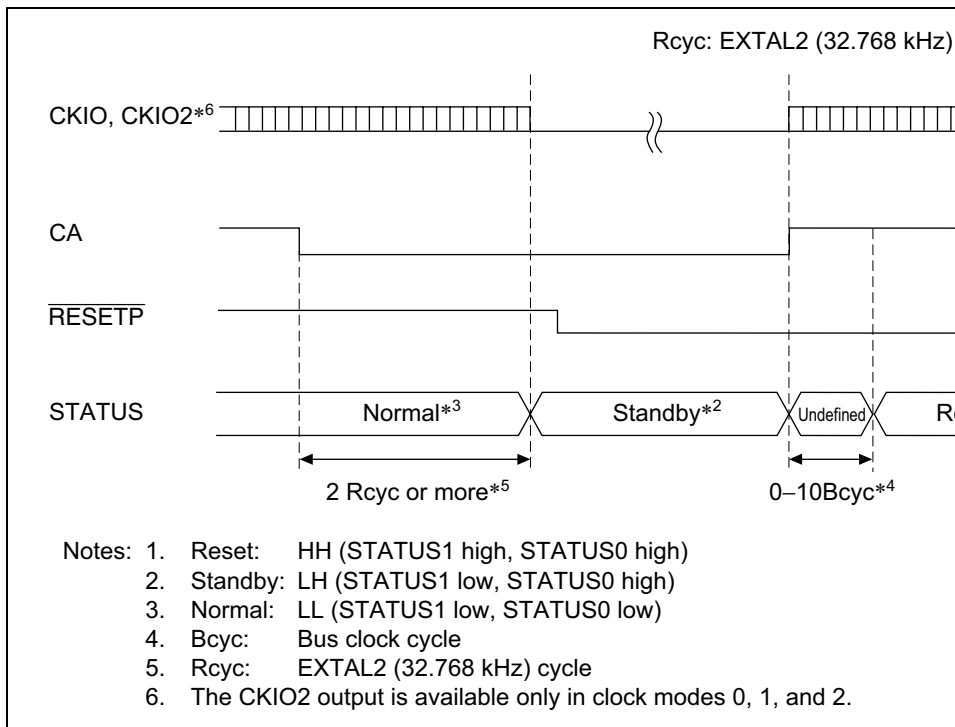 Rcyc: EXTAL2 (32.768 kHz)
CKIO, CKIO2*6
CA
RESETP
STATUS
Normal*3
Standby*2
Undefined
2 Rcyc or more*5
0–10Bcyc*4
Notes: 1. Reset: HH (STATUS1 high, STATUS0 high)
2. Standby: LH (STATUS1 low, STATUS0 high)
3. Normal: LL (STATUS1 low, STATUS0 low)
4. Bcyc: Bus clock cycle
5. Rcyc: EXTAL2 (32.768 kHz) cycle
6. The CKIO2 output is available only in clock modes 0, 1, and 2.